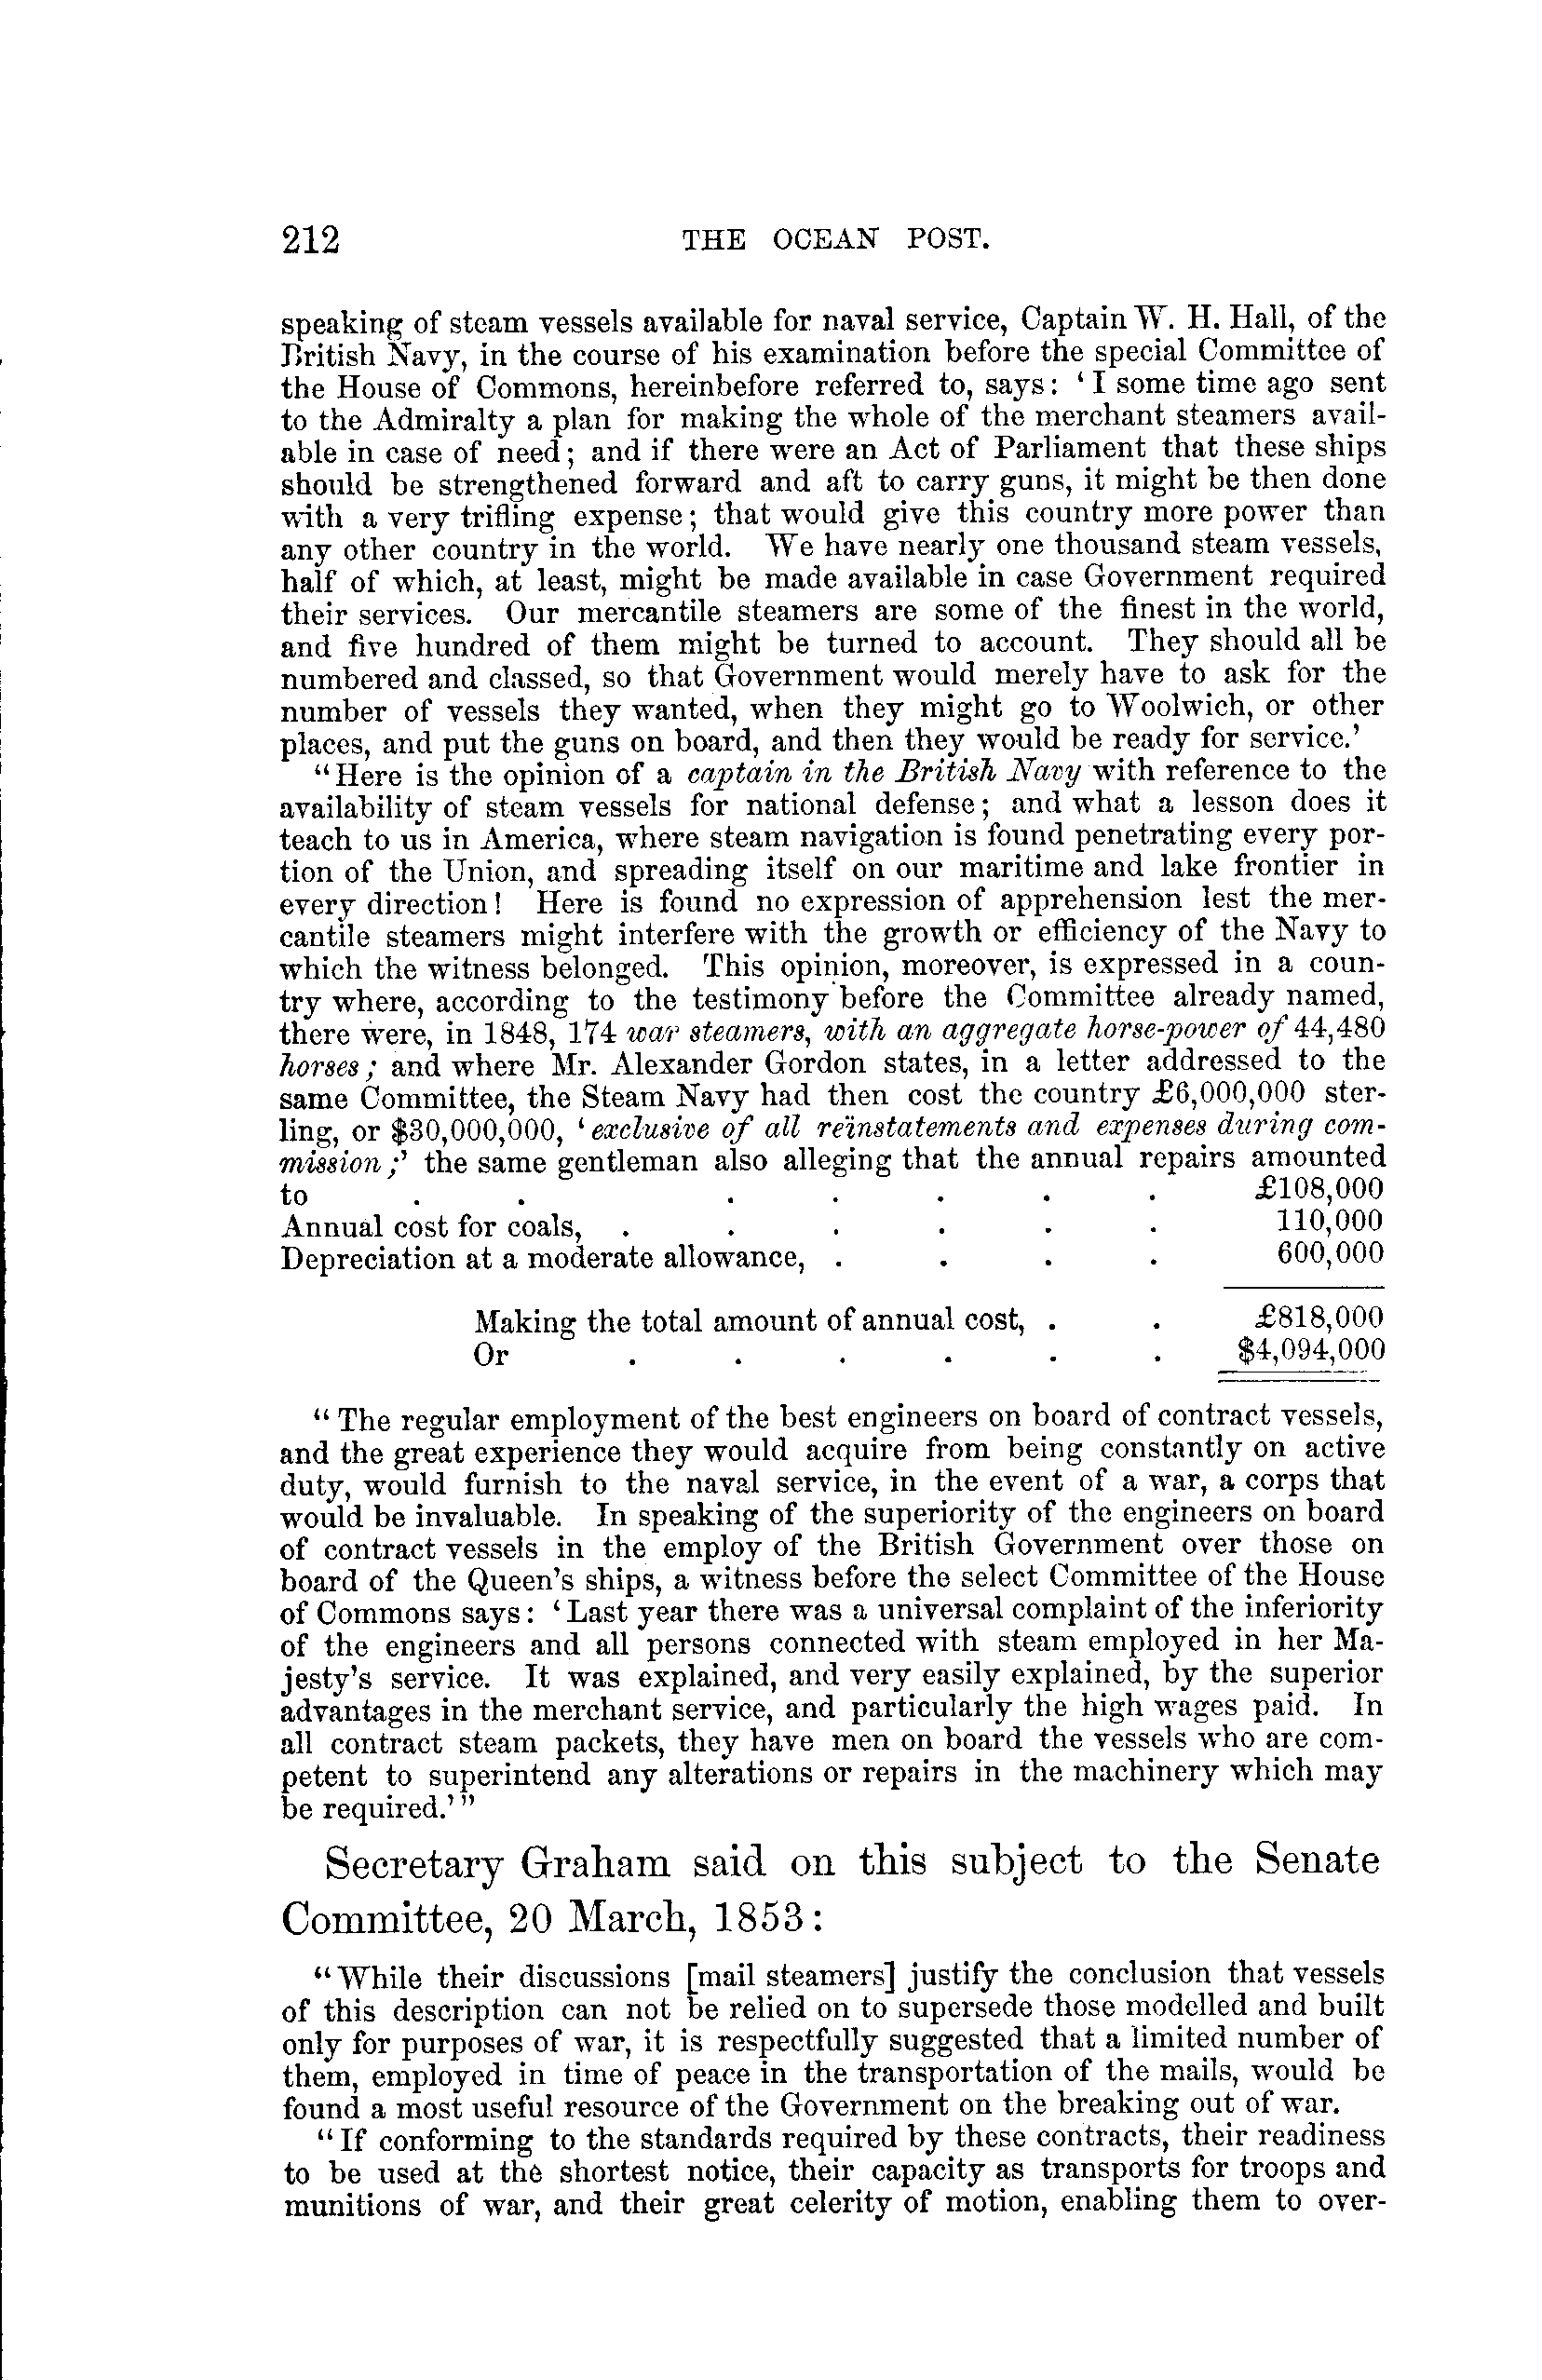 212 THE OCEAN POST.
speaking of steam vessels available for naval service, Captain W. H. Hall, of the
British Navy, in the course of his examination before the special Committee of
the House of Commons, hereinbefore referred to, says: ‘I some time ago sent
to the Admiralty a plan for making the whole of the merchant steamers avail-
able in case of need; and if there were an Act of Parliament that these ships
should be strengthened forward and aft to carry guns, it might be then done
with a very trifling expense; that would give this country more power than
any other country in the world. We have nearly one thousand steam vessels,
half of which, at least, might be made available in case Government required
their services. Our mercantile steamers are some of the finest in the world,
and five hundred of them might be turned to account. They should all be
numbered and classed, so that Government would merely have to ask for the
number of vessels they wanted, when they might go to Woolwich, or other
places, and put the guns on board, and then they would be ready for service.’
“Here is the opinion of a captain in the British Navy with reference to the
availability of steam vessels for national defense; and what a lesson does it
teach to us in America, where steam navigation is found penetrating every por-
tion of the Union, and spreading itself on our maritime and lake frontier in
every direction! Here is found no expression of apprehension lest the mer-
cantile steamers might interfere with the growth or efficiency of the Navy to
which the witness belonged. This opinion, moreover, is expressed in a coun-
try where, according to the testimony before the Committee already named,
there were, in 1848, 174 war steamers, with an aggregate horse-power of 44,480
horses; and where Mr. Alexander Gordon states, in a letter addressed to the
same Committee, the Steam Navy had then cost the country £6,000,000 ster-
ling, or $30,000,000, ‘exclusive of all reinstatements and expenses during com-
mission;’ the same gentleman also alleging that the annual repairs amounted
to . . . . . . . £108,000
Annual cost for coals, . . . . . . 110,000
Depreciation at a moderate allowance, . . . . 600,000
Making the total amount of annual cost, . . £818,000
Or . . . . . . $4,094,000
“The regular employment of the best engineers on board of contract vessels,
and the great experience they would acquire from being constantly on active
duty, would furnish to the naval service, in the event of a war, a corps that
would be invaluable. In speaking of the superiority of the engineers on board
of contract vessels in the employ of the British Government over those on
board of the Queen’s ships, a witness before the select Committee of the House
of Commons says: ‘Last year there was a universal complaint of the inferiority
of the engineers and all persons connected with steam employed in her Ma-
jesty’s service. It was explained, and very easily explained, by the superior
advantages in the merchant service, and particularly the high wages paid. In
all contract steam packets, they have men on board the vessels who are com-
petent to superintend any alterations or repairs in the machinery which may
be required.’”
Secretary Graham said on this subject to the Senate
Committee, 20 March, 1853:
“While their discussions [mail steamers] justify the conclusion that vessels
of this description can not be relied on to supersede those modelled and built
only for purposes of war, it is respectfully suggested that a limited number of
them, employed in time of peace in the transportation of the mails, would be
found a most useful resource of the Government on the breaking out of war.
“If conforming to the standards required by these contracts, their readiness
to be used at the shortest notice, their capacity as transports for troops and
munitions of war, and their great celerity of motion, enabling them to over-